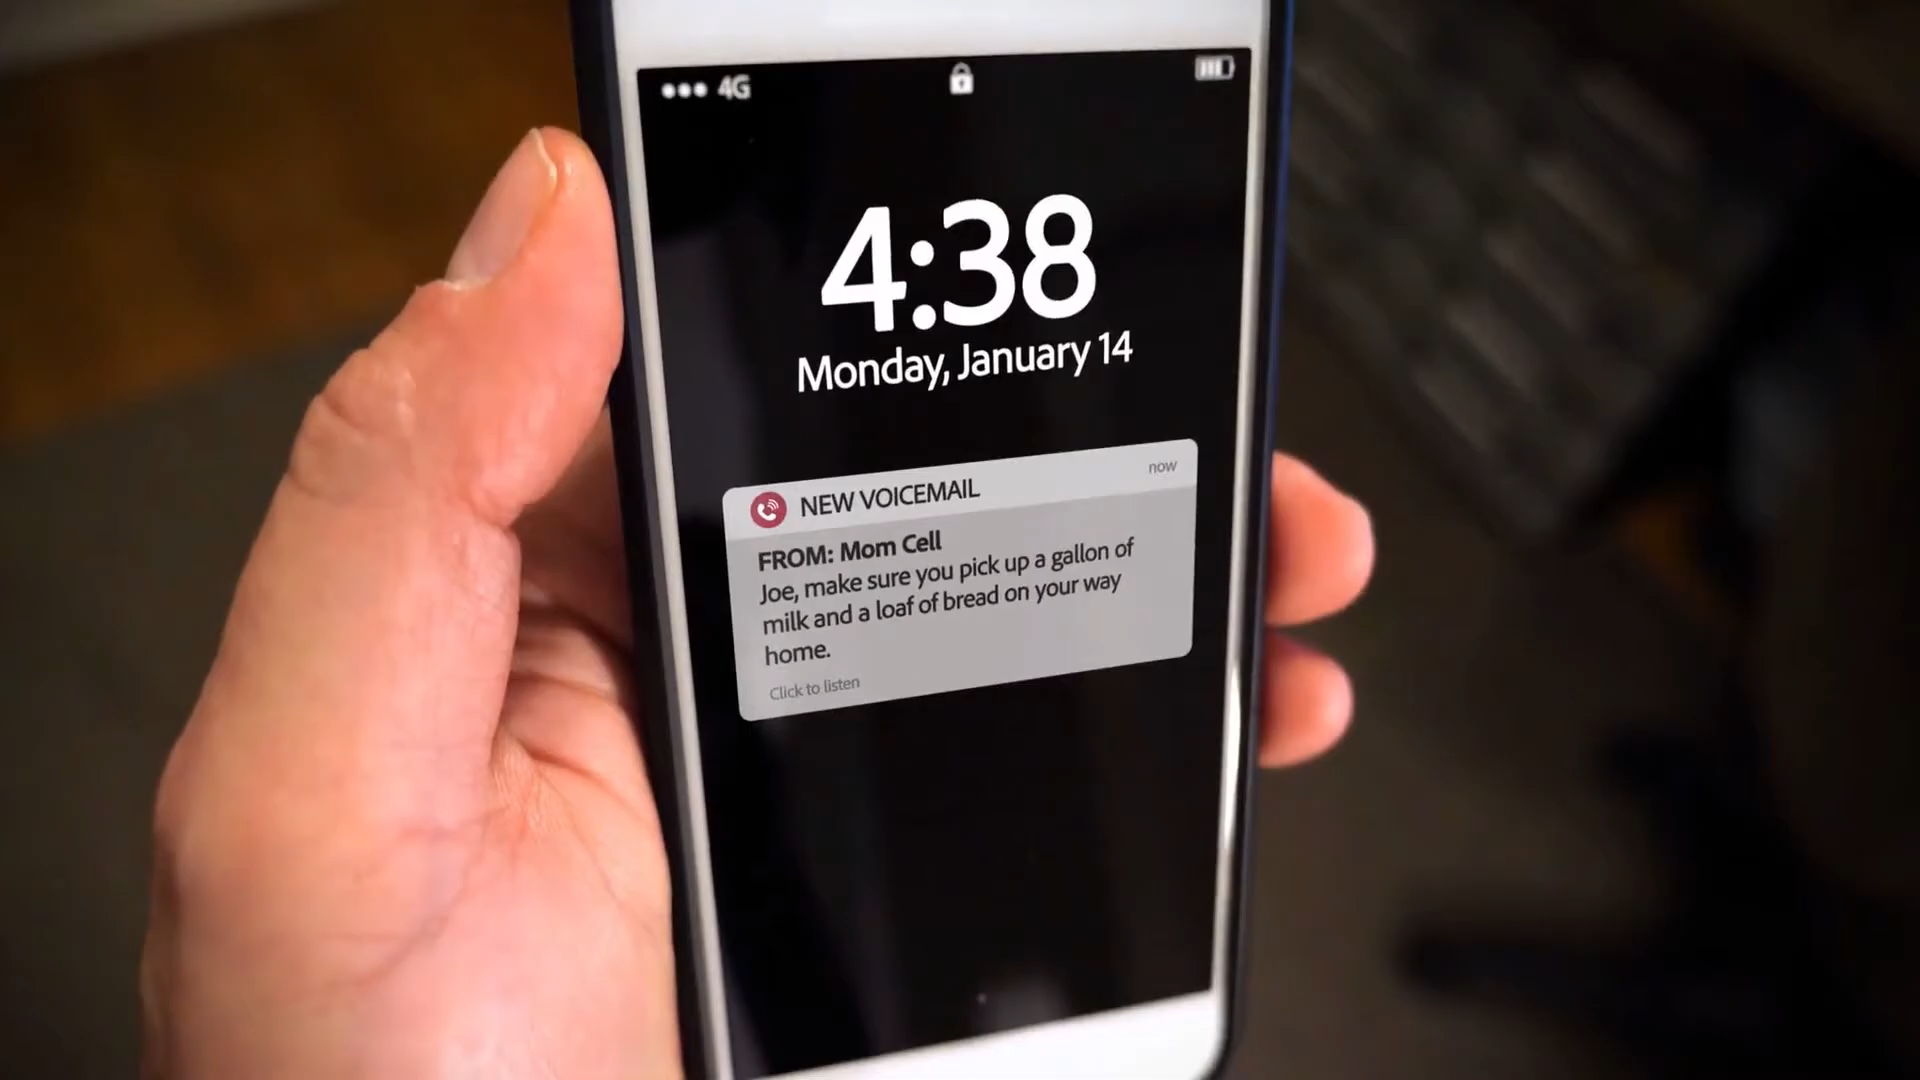 4G
4:38
Monday, January 14
NEW VOICEMAIL
now
FROM: Mom Cell
Joe, make sure you pick up a gallon of
milk and a loaf of bread on your way
home.
Click to listen